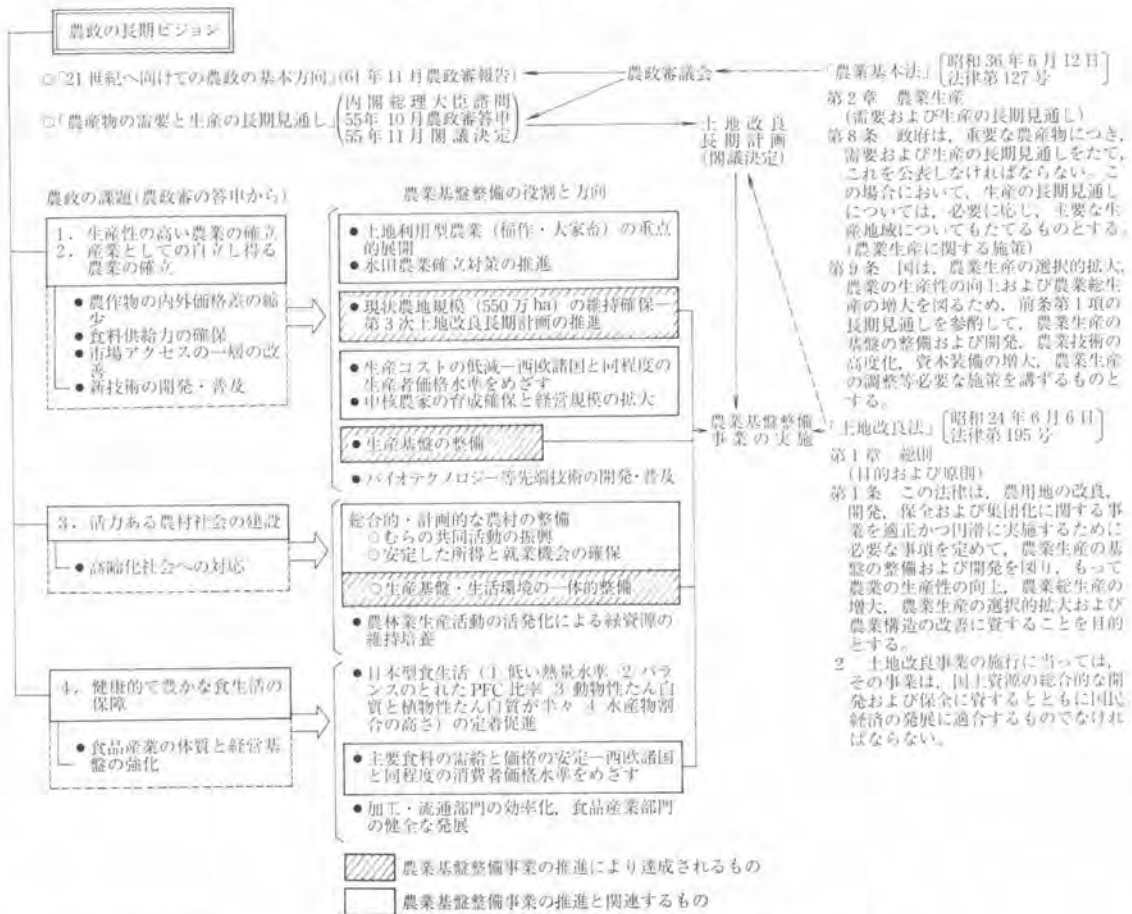 農政の長期ビジョン
○「21世紀へ向けての農政の基本方向」(61年11月農政審報告)
農政審議会
○「農産物の需要と生産の長期見通し」
内閣総理大臣諮問
55年10月農政審答申
55年11月閣議決定
土地改良
長期計画
(閣議決定)
農政の課題(農政審の答申から)
1. 生産性の高い農業の確立
2. 産業としての自立し得る
農業の確立
●農作物の内外価格差の縮
少
●食料供給力の確保
●市場アクセスの一層の改
善
●新技術の開発・普及
3. 活力ある農村社会の建設
●高齢化社会への対応
4. 健康的で豊かな食生活の
保障
●食品産業の体質と経営基
盤の強化
農業基盤整備の役割と方向
●土地利用型農業(稲作・大家畜)の重点
的展開
●水田農業確立対策の推進
●現状農地規模(550万ha)の維持確保―
第3次土地改良長期計画の推進
●生産コストの低減―西欧諸国と同程度の
生産者価格水準をめざす
●中核農家の育成確保と経営規模の拡大
●生産基盤の整備
●バイオテクノロジー等先端技術の開発・普及
総合的・計画的な農村の整備
○むらの共同活動の振興
○安定した所得と就業機会の確保
○生産基盤・生活環境の一体的整備
●農林業生産活動の活発化による緑資源の
維持培養
●日本型食生活(1 低い熱量水準 2 バラ
ンスのとれたPFC比率 3 動物性たん白
質と植物性たん白質が半々 4 水産物割
合の高さ)の定着促進
●主要食料の需給と価格の安定―西欧諸国
と同程度の消費者価格水準をめざす
●加工・流通部門の効率化,食品産業部門
の健全な発展
農業基盤整備事業の推進により達成されるもの
農業基盤整備事業の推進と関連するもの
農業基盤整備
事業の実施
「農業基本法」
昭和36年6月12日
法律第127号
第2章 農業生産
(需要および生産の長期見通し)
第8条 政府は,重要な農産物につき,
需要および生産の長期見通しをたて,
これを公表しなければならない。こ
の場合において,生産の長期見通し
については,必要に応じ,主要な生
産地域についてもたてるものとする。
(農業生産に関する施策)
第9条 国は,農業生産の選択的拡大,
農業の生産性の向上および農業総生
産の増大を図るため,前条第1項の
長期見通しを参酌して,農業生産の
基盤の整備および開発,農業技術の
高度化,資本装備の増大,農業生産
の調整等必要な施策を講ずるものと
する。
「土地改良法」
昭和24年6月6日
法律第195号
第1章 総則
(目的および原則)
第1条 この法律は,農用地の改良,
開発,保全および集団化に関する事
業を適正かつ円滑に実施するために
必要な事項を定めて,農業生産の基
盤の整備および開発を図り,もって
農業の生産性の向上,農業総生産の
増大,農業生産の選択的拡大および
農業構造の改善に資することを目的
とする。
2 土地改良事業の施行に当っては,
その事業は,国土資源の総合的な開
発および保全に資するとともに国民
経済の発展に適合するものでなけれ
ばならない。